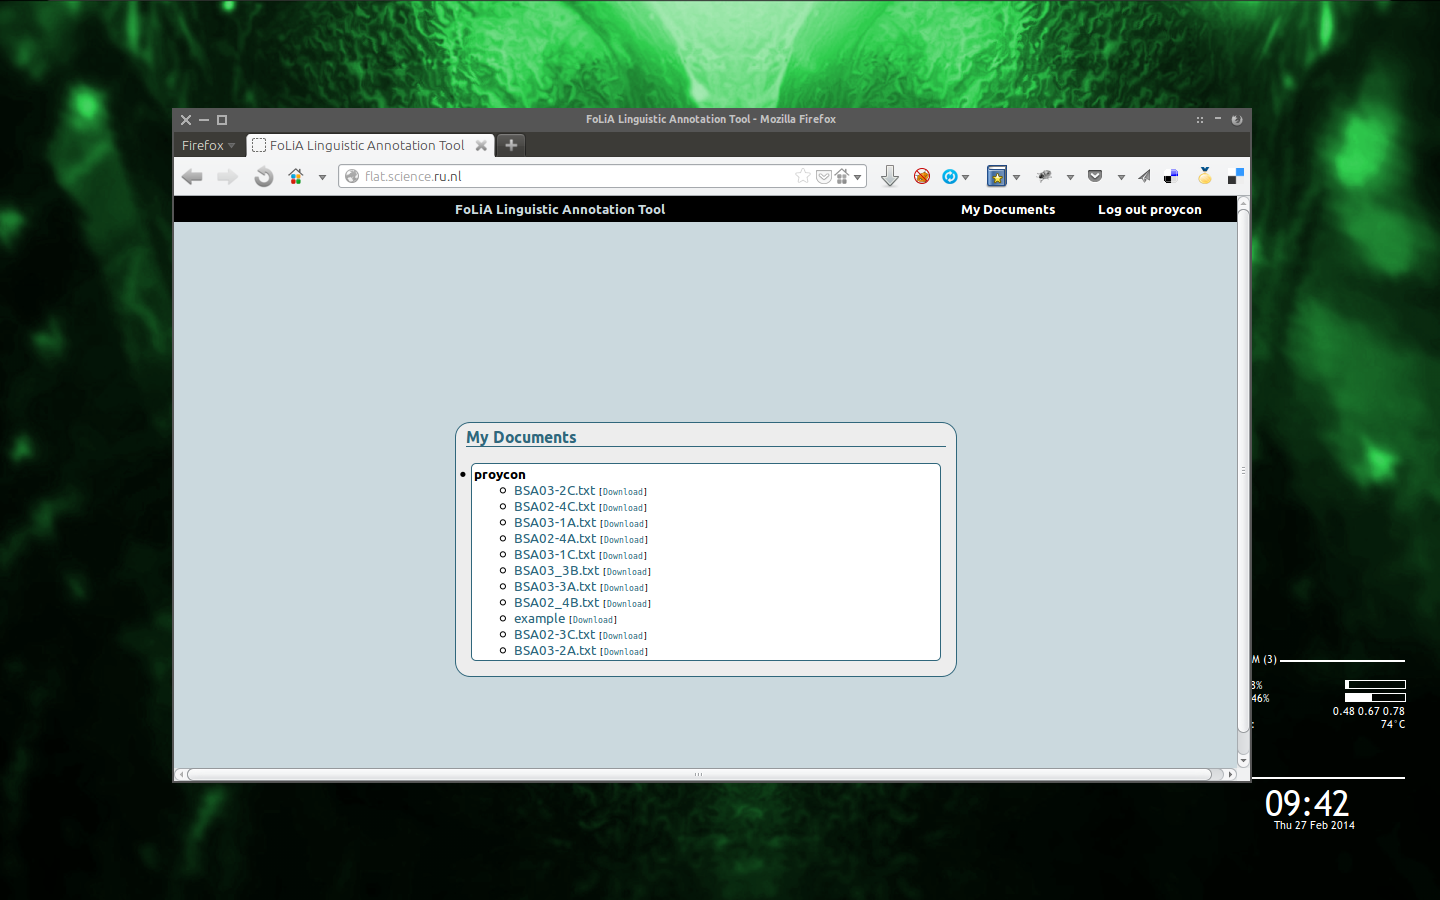 FoLiA Linguistic Annotation Tool - Mozilla Firefox
Firefox
FoLiA Linguistic Annotation Tool
flat.science.ru.nl
FoLiA Linguistic Annotation Tool
My Documents
Log out proycon
My Documents
proycon
BSA03-2C.txt [Download]
BSA02-4C.txt [Download]
BSA03-1A.txt [Download]
BSA02-4A.txt [Download]
BSA03-1C.txt [Download]
BSA03_3B.txt [Download]
BSA03-3A.txt [Download]
BSA02_4B.txt [Download]
example [Download]
BSA02-3C.txt [Download]
BSA03-2A.txt [Download]
M (3)
46%
0.48 0.67 0.78
74°C
09:42
Thu 27 Feb 2014